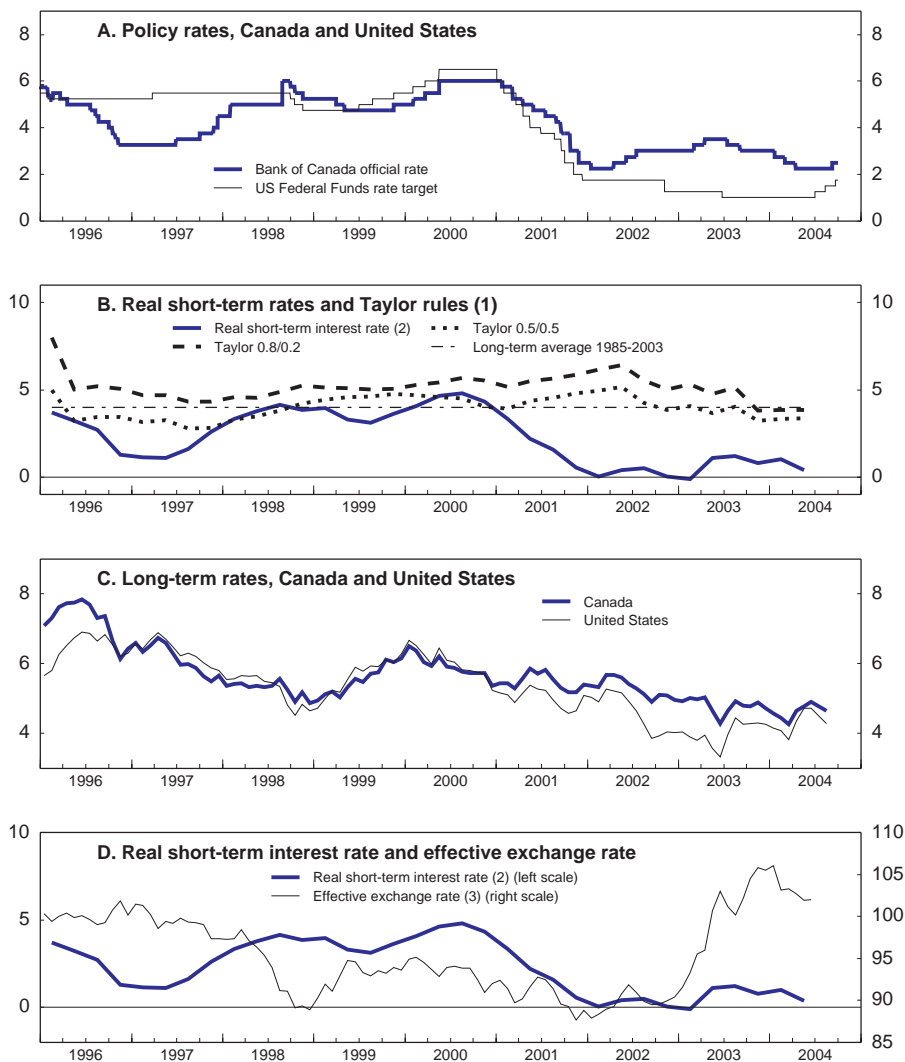 A. Policy rates, Canada and United States
8 8
6 6
4 4
2 2
0 0
Bank of Canada official rate
US Federal Funds rate target
1996 1997 1998 1999 2000 2001 2002 2003 2004
B. Real short-term rates and Taylor rules (1)
10 10
5 5
0 0
Real short-term interest rate (2)
Taylor 0.5/0.5
Taylor 0.8/0.2
Long-term average 1985-2003
1996 1997 1998 1999 2000 2001 2002 2003 2004
C. Long-term rates, Canada and United States
8 8
6 6
4 4
Canada
United States
1996 1997 1998 1999 2000 2001 2002 2003 2004
D. Real short-term interest rate and effective exchange rate
10 110
105
5 100
95
0 90
85
Real short-term interest rate (2) (left scale)
Effective exchange rate (3) (right scale)
1996 1997 1998 1999 2000 2001 2002 2003 2004